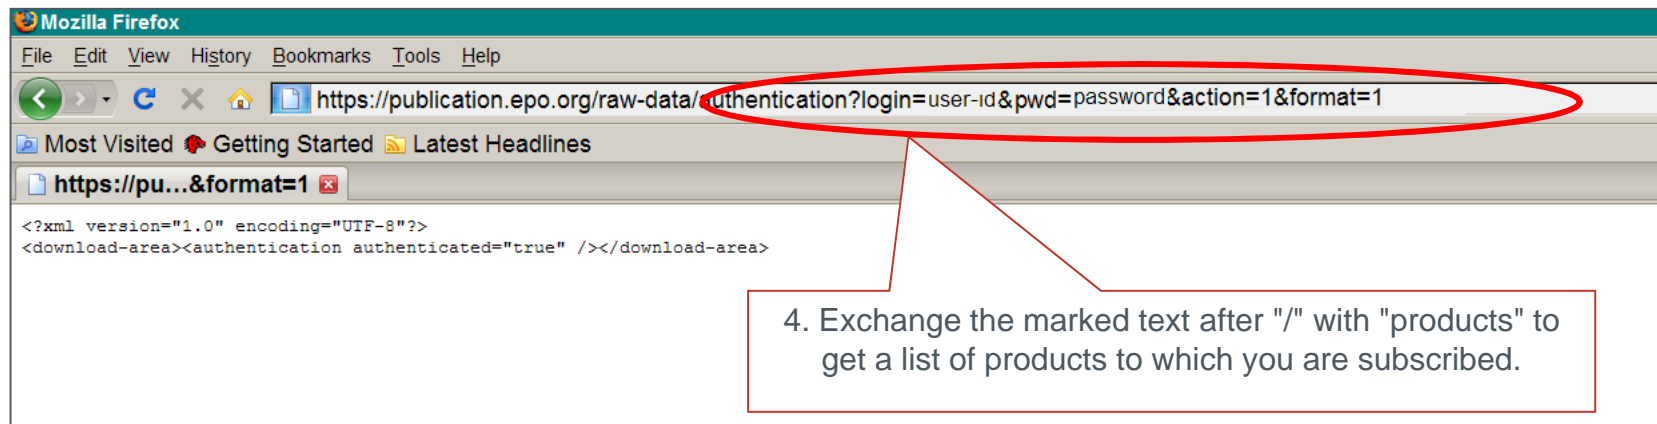 Mozilla Firefox
File Edit View History Bookmarks Tools Help
https://publication.epo.org/raw-data/authentication?login=user-id&pwd=password&action=1&format=1
Most Visited Getting Started Latest Headlines
https://pu...&format=1
<?xml version="1.0" encoding="UTF-8"?>
<download-area><authentication authenticated="true" /></download-area>
4. Exchange the marked text after "/" with "products" to
get a list of products to which you are subscribed.